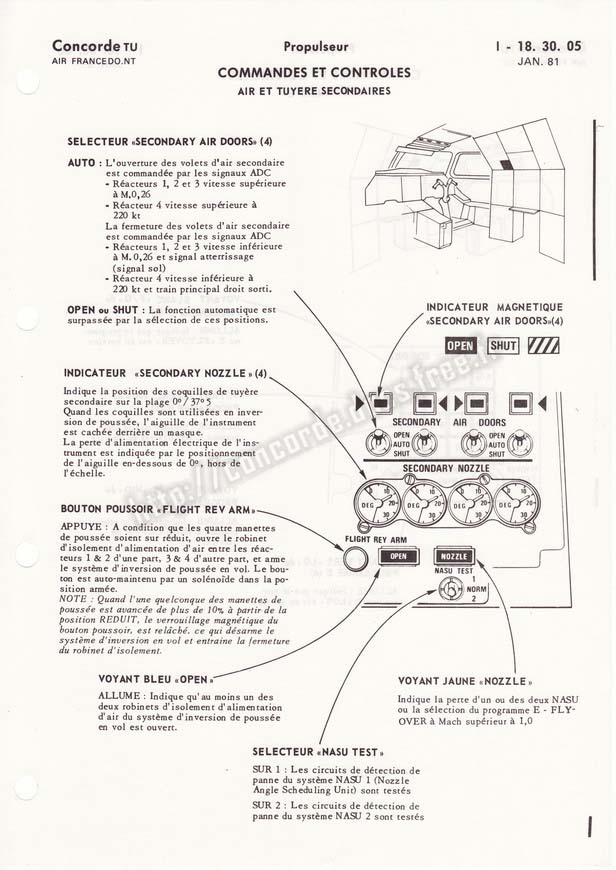 Concorde TU
AIR FRANCE DO.NT
Propulseur
I - 18. 30. 05
JAN. 81
COMMANDES ET CONTROLES
AIR ET TUYERE SECONDAIRES
SELECTEUR «SECONDARY AIR DOORS» (4)
AUTO : L'ouverture des volets d'air secondaire
est commandée par les signaux ADC
- Réacteurs 1, 2 et 3 vitesse supérieure
à M.0,26
- Réacteur 4 vitesse supérieure à
220 kt
La fermeture des volets d'air secondaire
est commandée par les signaux ADC
- Réacteurs 1, 2 et 3 vitesse inférieure
à M. 0,26 et signal atterrissage
(signal sol)
- Réacteur 4 vitesse inférieure à
220 kt et train principal droit sorti.
OPEN ou SHUT : La fonction automatique est
surpassée par la sélection de ces positions.
INDICATEUR MAGNETIQUE
«SECONDARY AIR DOORS»(4)
OPEN SHUT
INDICATEUR «SECONDARY NOZZLE» (4)
Indique la position des coquilles de tuyère
secondaire sur la plage 0°/ 37°5
Quand les coquilles sont utilisées en inver-
sion de poussée, l'aiguille de l'instrument
est cachée derrière un masque.
La perte d'alimentation électrique de l'ins-
trument est indiquée par le positionnement
de l'aiguille en-dessous de 0°, hors de
l'échelle.
SECONDARY AIR DOORS
OPEN OPEN
AUTO AUTO
SHUT SHUT
SECONDARY NOZZLE
0 10 20 30 DEG
0 10 20 30 DEG
0 10 20 30 DEG
0 10 20 30 DEG
FLIGHT REV ARM
OPEN
NOZZLE
NASU TEST
1
NORM
2
BOUTON POUSSOIR «FLIGHT REV ARM»
APPUYE : A condition que les quatre manettes
de poussée soient sur réduit, ouvre le robinet
d'isolement d'alimentation d'air entre les réac-
teurs 1 & 2 d'une part, 3 & 4 d'autre part, et arme
le système d'inversion de poussée en vol. Le bou-
ton est auto-maintenu par un solénoïde dans la po-
sition armée.
NOTE : Quand l'une quelconque des manettes de
poussée est avancée de plus de 10% à partir de la
position REDUIT, le verrouillage magnétique du
bouton poussoir, est relâché. ce qui désarme le
système d'inversion en vol et entraine la fermeture
du robinet d'isolement.
VOYANT BLEU «OPEN»
ALLUME : Indique qu'au moins un des
deux robinets d'isolement d'alimentation
d'air du système d'inversion de poussée
en vol est ouvert.
VOYANT JAUNE «NOZZLE»
Indique la perte d'un ou des deux NASU
ou la sélection du programme E - FLY-
OVER à Mach supérieur à 1,0
SELECTEUR «NASU TEST»
SUR 1 : Les circuits de détection de
panne du système NASU 1 (Nozzle
Angle Scheduling Unit) sont testés
SUR 2 : Les circuits de détection de
panne du système NASU 2 sont testés